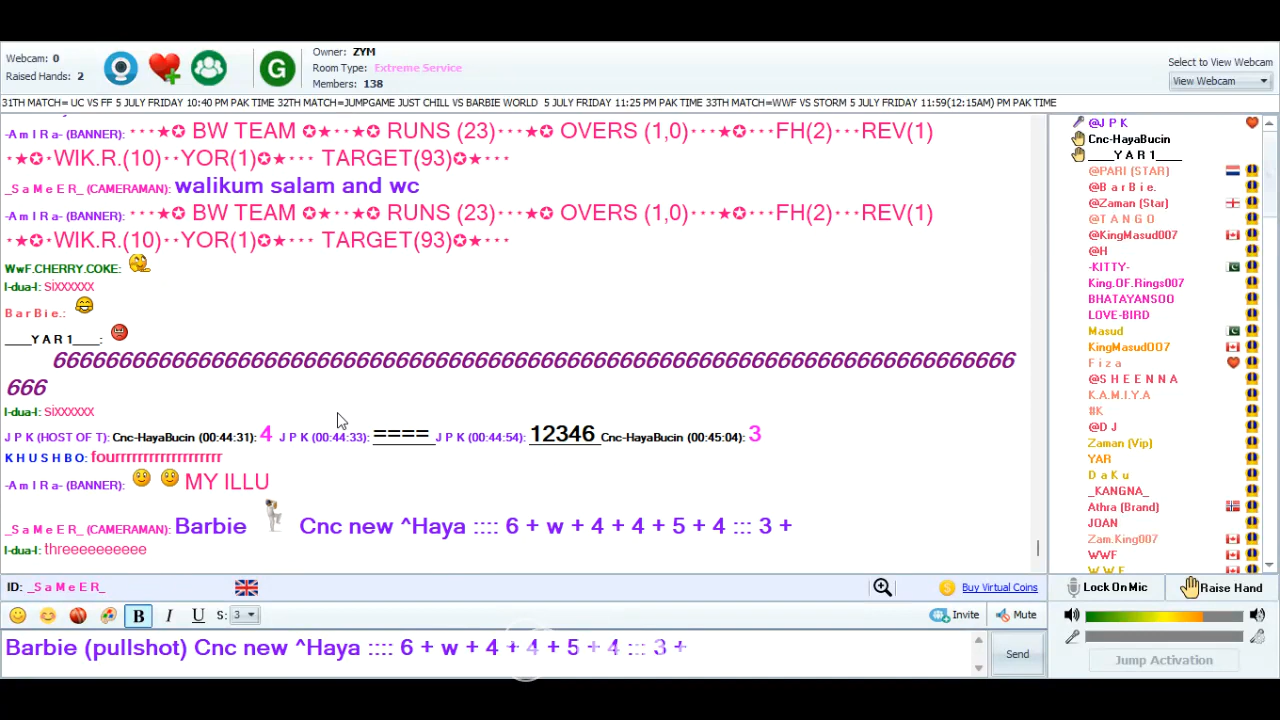 Webcam: 0
Raised Hands: 2
G
Owner: ZYM
Room Type: Extreme Service
Members: 138
Select to View Webcam
View Webcam
31TH MATCH= UC VS FF 5 JULY FRIDAY 10:40 PM PAK TIME 32TH MATCH=JUMPGAME JUST CHILL VS BARBIE WORLD 5 JULY FRIDAY 11:25 PM PAK TIME 33TH MATCH=WWF VS STORM 5 JULY FRIDAY 11:59(12:15AM) PM PAK TIME
-A m I R a- (BANNER): ･･･★✪ BW TEAM ✪★･･★✪ RUNS (23)･･･★✪ OVERS (1,0)･･･★✪･･･FH(2)･･･REV(1)
･★✪･WIK.R.(10)･･YOR(1)✪★･･･ TARGET(93)✪★･･･
_S a M e E R_ (CAMERAMAN): walikum salam and wc
-A m I R a- (BANNER): ･･･★✪ BW TEAM ✪★･･★✪ RUNS (23)･･･★✪ OVERS (1,0)･･･★✪･･･FH(2)･･･REV(1)
･★✪･WIK.R.(10)･･YOR(1)✪★･･･ TARGET(93)✪★･･･
WwF.CHERRY.COKE:
I-dua-I: sixxxxxx
B a r B i e.:
____Y A R 1____:
I-dua-I: sixxxxxx
J P K (HOST OF T): Cnc-HayaBucin (00:44:31): 4 J P K (00:44:33): ==== J P K (00:44:54): 12346 Cnc-HayaBucin (00:45:04): 3
K H U S H B O: fourrrrrrrrrrrrrrrrrrr
-A m I R a- (BANNER): MY ILLU
_S a M e E R_ (CAMERAMAN): Barbie Cnc new ^Haya :::: 6 + w + 4 + 4 + 5 + 4 ::: 3 +
I-dua-I: threeeeeeeeee
@J P K
Cnc-HayaBucin
____Y A R 1____
@PARI (STAR)
@B a r B i e.
@Zaman (Star)
@T A N G O
@KingMasud007
@H
-KITTY-
King.OF.Rings007
BHATAYANSOO
LOVE-BIRD
Masud
KingMasud007
F i z a
@S H E E N N A
K.A.M.I.Y.A
#K
@D J
Zaman (Vip)
YAR
D a K u
_KANGNA_
Athra (Brand)
JOAN
Zam.King007
WWF
W.W.F
ID: _S a M e E R_
Buy Virtual Coins
Lock On Mic
Raise Hand
B I U S: 3
Invite
Mute
Barbie (pullshot) Cnc new ^Haya :::: 6 + w + 4 + 4 + 5 + 4 ::: 3 +
Send
Jump Activation